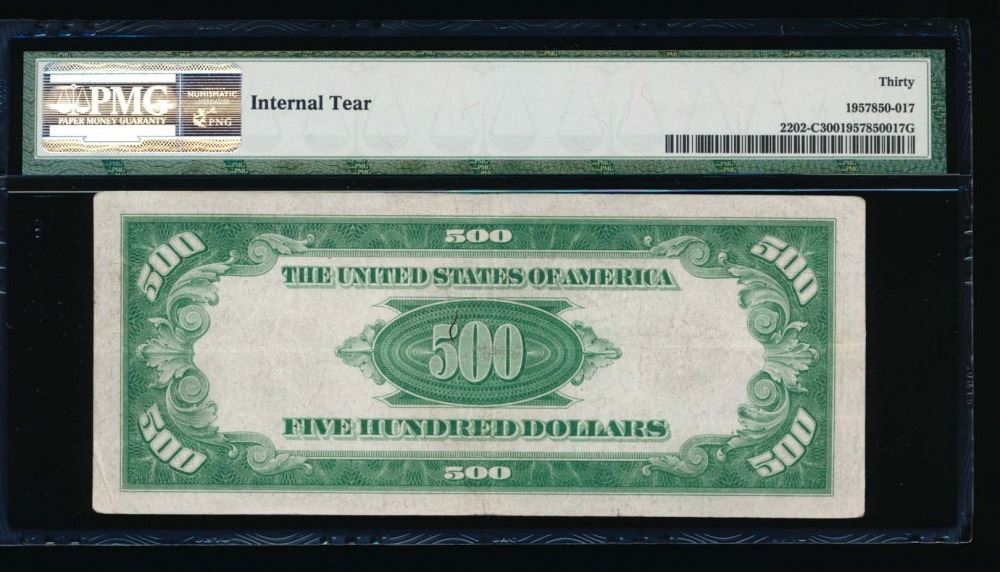 PMG
PAPER MONEY GUARANTY
NUMISMATIC
PNG
Internal Tear
Thirty
1957850-017
2202-C3001957850017G
500
500
500
THE UNITED STATES OF AMERICA
500
FIVE HUNDRED DOLLARS
500
500
500